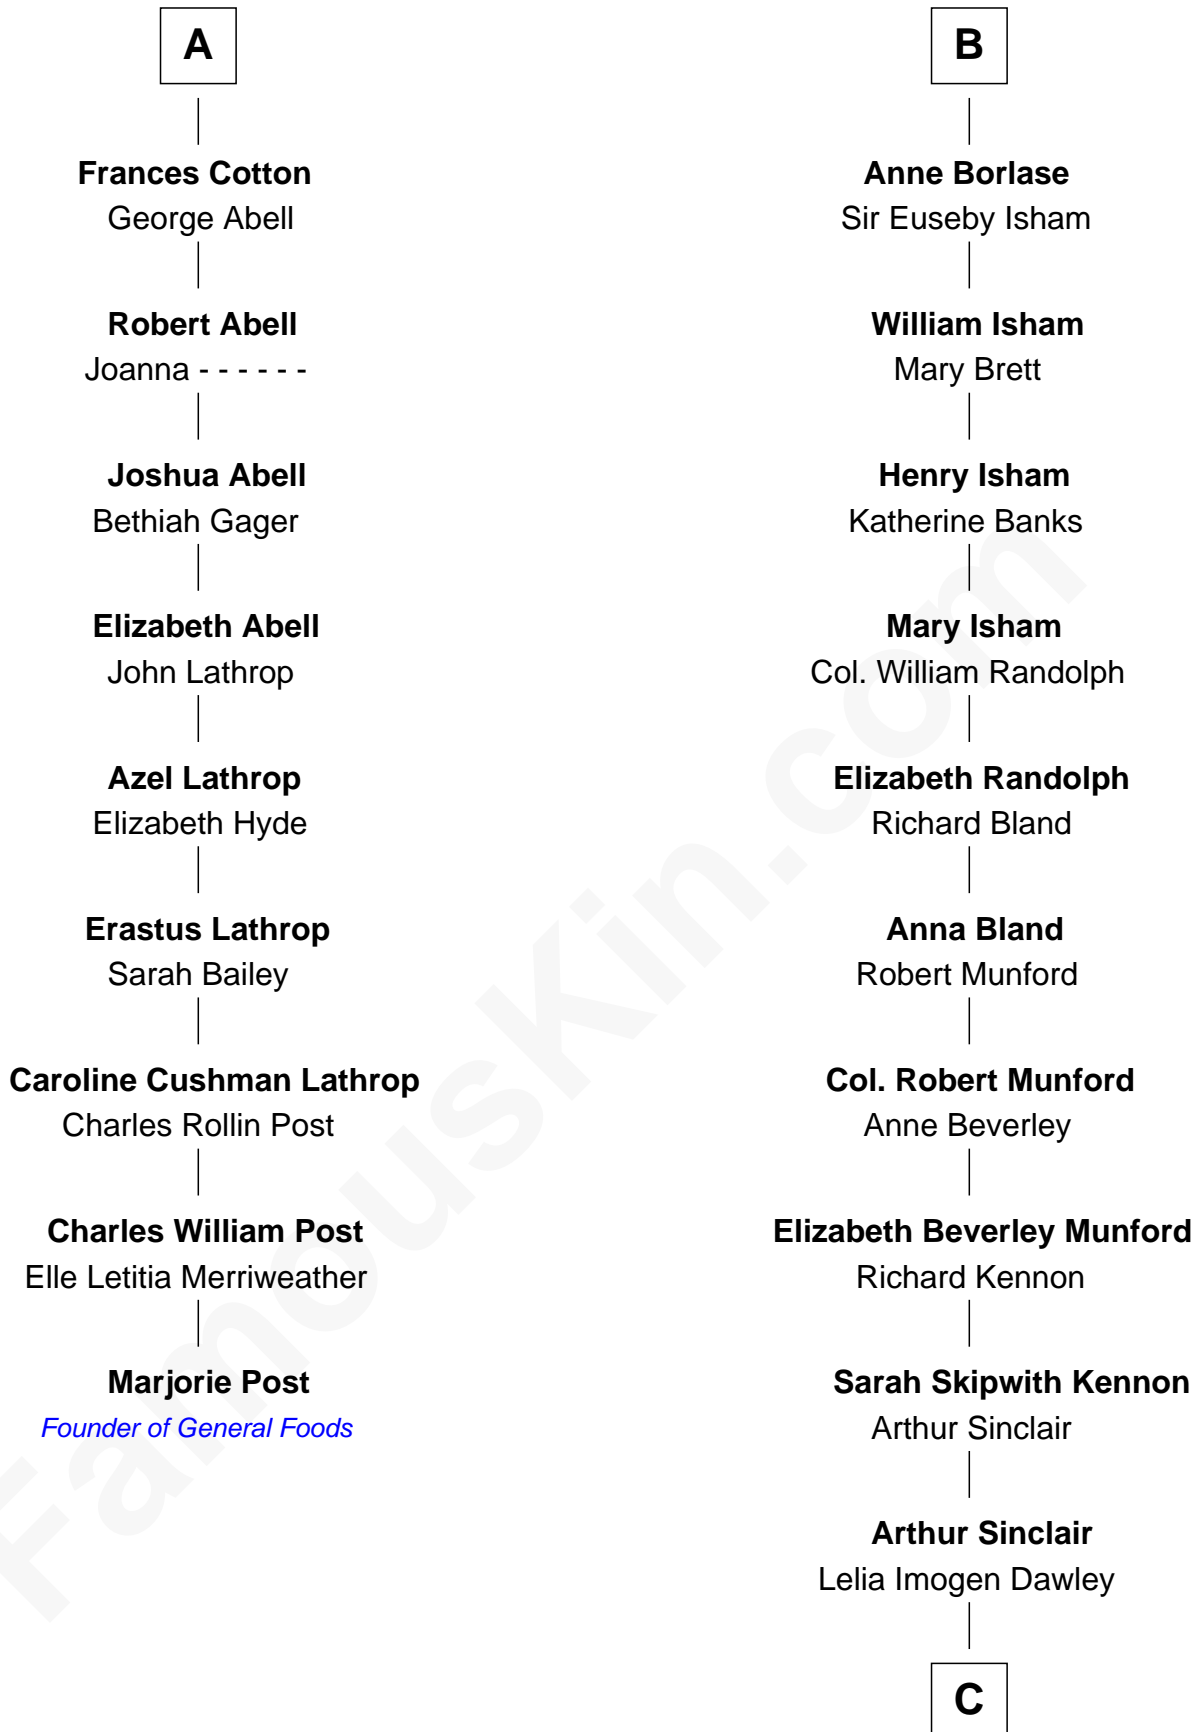 A
Frances Cotton
George Abell
Robert Abell
Joanna - - - - - -
Joshua Abell
Bethiah Gager
Elizabeth Abell
John Lathrop
Azel Lathrop
Elizabeth Hyde
Erastus Lathrop
Sarah Bailey
Caroline Cushman Lathrop
Charles Rollin Post
Charles William Post
Elle Letitia Merriweather
Marjorie Post
Founder of General Foods
B
Anne Borlase
Sir Euseby Isham
William Isham
Mary Brett
Henry Isham
Katherine Banks
Mary Isham
Col. William Randolph
Elizabeth Randolph
Richard Bland
Anna Bland
Robert Munford
Col. Robert Munford
Anne Beverley
Elizabeth Beverley Munford
Richard Kennon
Sarah Skipwith Kennon
Arthur Sinclair
Arthur Sinclair
Lelia Imogen Dawley
C
FamousKin.com